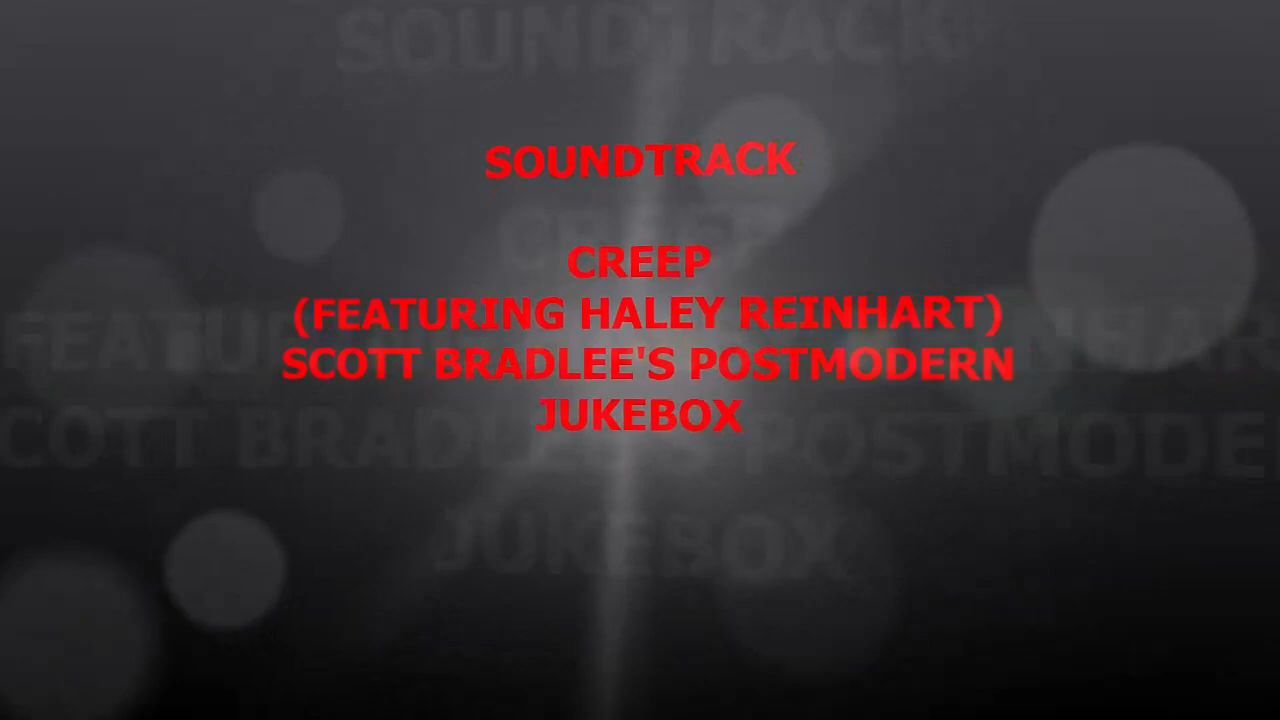 SOUNDTRACK
CREEP
(FEATURING HALEY REINHART)
SCOTT BRADLEE'S POSTMODERN
JUKEBOX